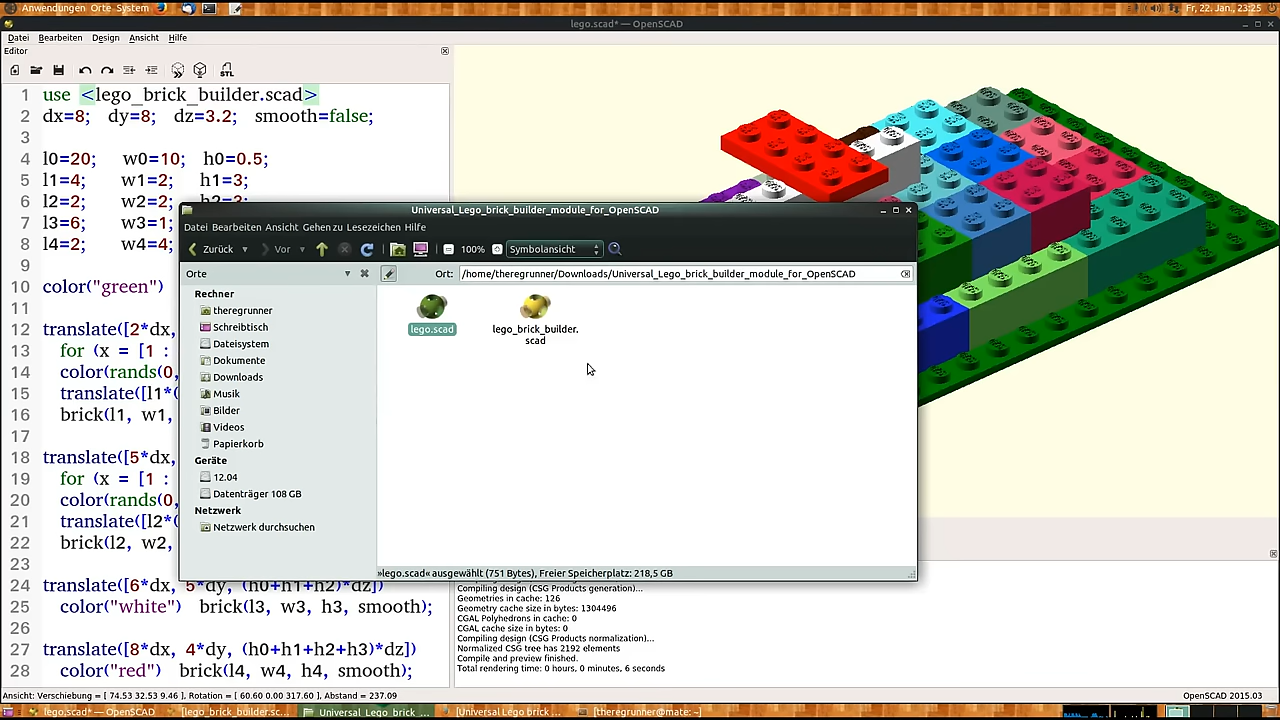 Anwendungen Orte System
Fr, 22. Jan., 23:25
lego.scad* — OpenSCAD
Datei Bearbeiten Design Ansicht Hilfe
Editor
STL
1 use <lego_brick_builder.scad>
2 dx=8; dy=8; dz=3.2; smooth=false;
3
4 l0=20; w0=10; h0=0.5;
5 l1=4; w1=2; h1=3;
6 l2=2; w2=2;
7 l3=6; w3=1;
8 l4=2; w4=4;
9
10 color("green")
11
12 translate([2*dx,
13 for (x = [1 :
14 color(rands(0,
15 translate([l1*
16 brick(l1, w1,
17
18 translate([5*dx,
19 for (x = [1 :
20 color(rands(0,
21 translate([l2*
22 brick(l2, w2,
23
24 translate([6*dx, 5*dy, (h0+h1+h2)*dz])
25 color("white") brick(l3, w3, h3, smooth);
26
27 translate([8*dx, 4*dy, (h0+h1+h2+h3)*dz])
28 color("red") brick(l4, w4, h4, smooth);
Universal_Lego_brick_builder_module_for_OpenSCAD
Datei Bearbeiten Ansicht Gehen zu Lesezeichen Hilfe
Zurück Vor 100% Symbolansicht
Orte
Ort: /home/theregrunner/Downloads/Universal_Lego_brick_builder_module_for_OpenSCAD
Rechner
theregrunner
Schreibtisch
Dateisystem
Dokumente
Downloads
Musik
Bilder
Videos
Papierkorb
Geräte
12.04
Datenträger 108 GB
Netzwerk
Netzwerk durchsuchen
lego.scad
lego_brick_builder.
scad
»lego.scad« ausgewählt (751 Bytes), Freier Speicherplatz: 218,5 GB
Compiling design (CSG Products generation)...
Geometries in cache: 126
Geometry cache size in bytes: 1304496
CGAL Polyhedrons in cache: 0
CGAL cache size in bytes: 0
Compiling design (CSG Products normalization)...
Normalized CSG tree has 2192 elements
Compile and preview finished.
Total rendering time: 0 hours, 0 minutes, 6 seconds
Ansicht: Verschiebung = [ 74.53 32.53 9.46 ], Rotation = [ 60.60 0.00 317.60 ], Abstand = 237.09
OpenSCAD 2015.03
lego.scad* — OpenSCAD
[lego_brick_builder.sc...
Universal_Lego_brick_...
[Universal Lego brick ...
[theregrunner@mate: ~]